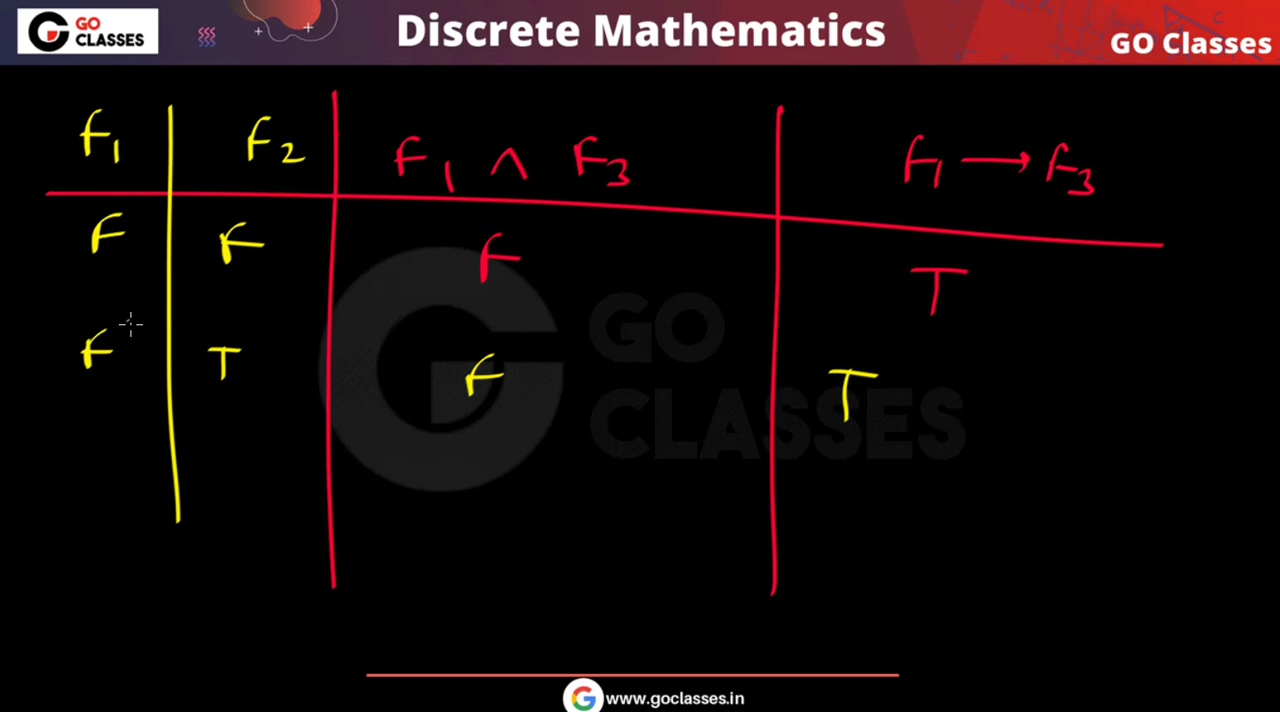 GO
CLASSES
Discrete Mathematics
GO Classes
F1 F2 F1 ∧ F3 F1 → F3
F F F T
F T F T
GO
CLASSES
www.goclasses.in